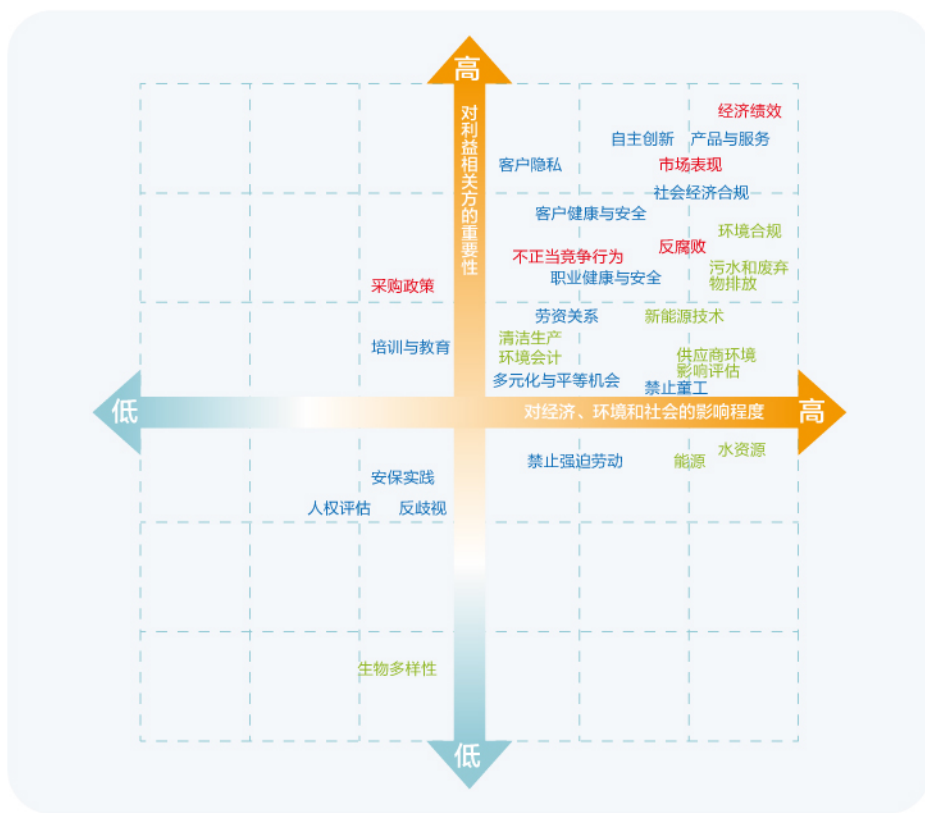 高
对利益相关方的重要性
经济绩效
自主创新
产品与服务
客户隐私
市场表现
社会经济合规
客户健康与安全
环境合规
反腐败
不正当竞争行为
污水和废弃
物排放
职业健康与安全
采购政策
劳资关系
新能源技术
清洁生产
培训与教育
环境会计
供应商环境
影响评估
多元化与平等机会
禁止童工
低
对经济、环境和社会的影响程度
高
水资源
禁止强迫劳动
能源
安保实践
人权评估
反歧视
生物多样性
低